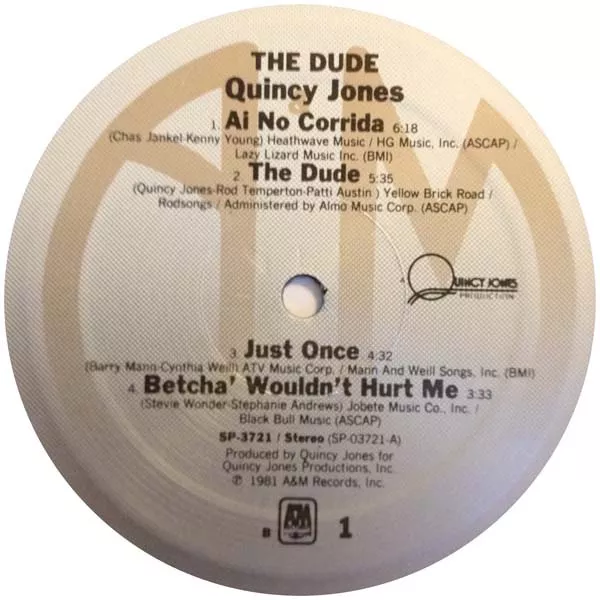 THE DUDE
Quincy Jones
1. Ai No Corrida 6:18
(Chas Jankel-Kenny Young) Heathwave Music / HG Music, Inc. (ASCAP) /
Lazy Lizard Music Inc. (BMI)
2. The Dude 5:35
(Quincy Jones-Rod Temperton-Patti Austin ) Yellow Brick Road /
Rodsongs / Administered by Almo Music Corp. (ASCAP)
A
QUINCY JONES
PRODUCTION
3. Just Once 4:32
(Barry Mann-Cynthia Weill) ATV Music Corp. / Mann And Weill Songs, Inc. (BMI)
4. Betcha' Wouldn't Hurt Me 3:33
(Stevie Wonder-Stephanie Andrews) Jobete Music Co., Inc. /
Black Bull Music (ASCAP)
SP-3721 / Stereo (SP-03721-A)
Produced by Quincy Jones for
Quincy Jones Productions, Inc.
℗ 1981 A&M Records, Inc.
B A&M 1